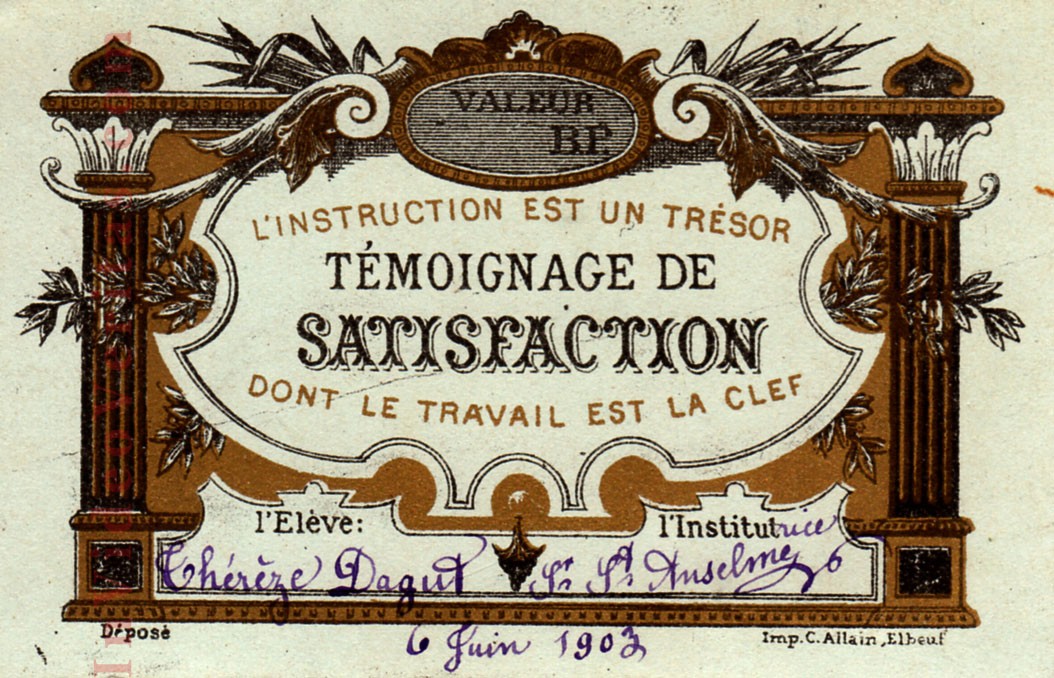 VALEUR
BP.
L'INSTRUCTION EST UN TRÉSOR
TÉMOIGNAGE DE
SATISFACTION
DONT LE TRAVAIL EST LA CLEF
l'Elève:
l'Institutrice
Thérèze Dagut
Sr St Anselme
Déposé
6 Juin 1903
Imp. C. Allain, Elbeuf